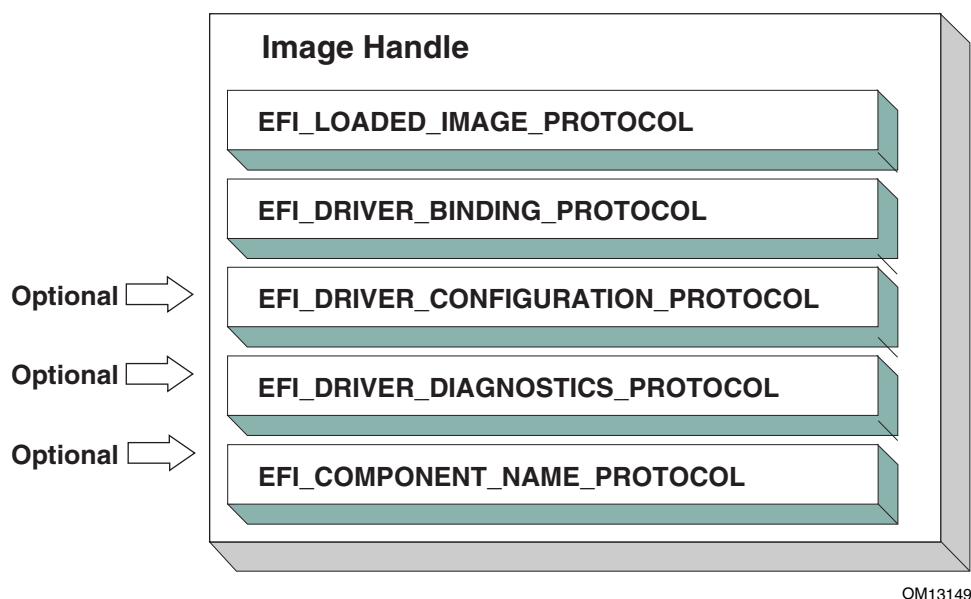 Image Handle
EFI_LOADED_IMAGE_PROTOCOL
EFI_DRIVER_BINDING_PROTOCOL
Optional
EFI_DRIVER_CONFIGURATION_PROTOCOL
Optional
EFI_DRIVER_DIAGNOSTICS_PROTOCOL
Optional
EFI_COMPONENT_NAME_PROTOCOL
OM13149